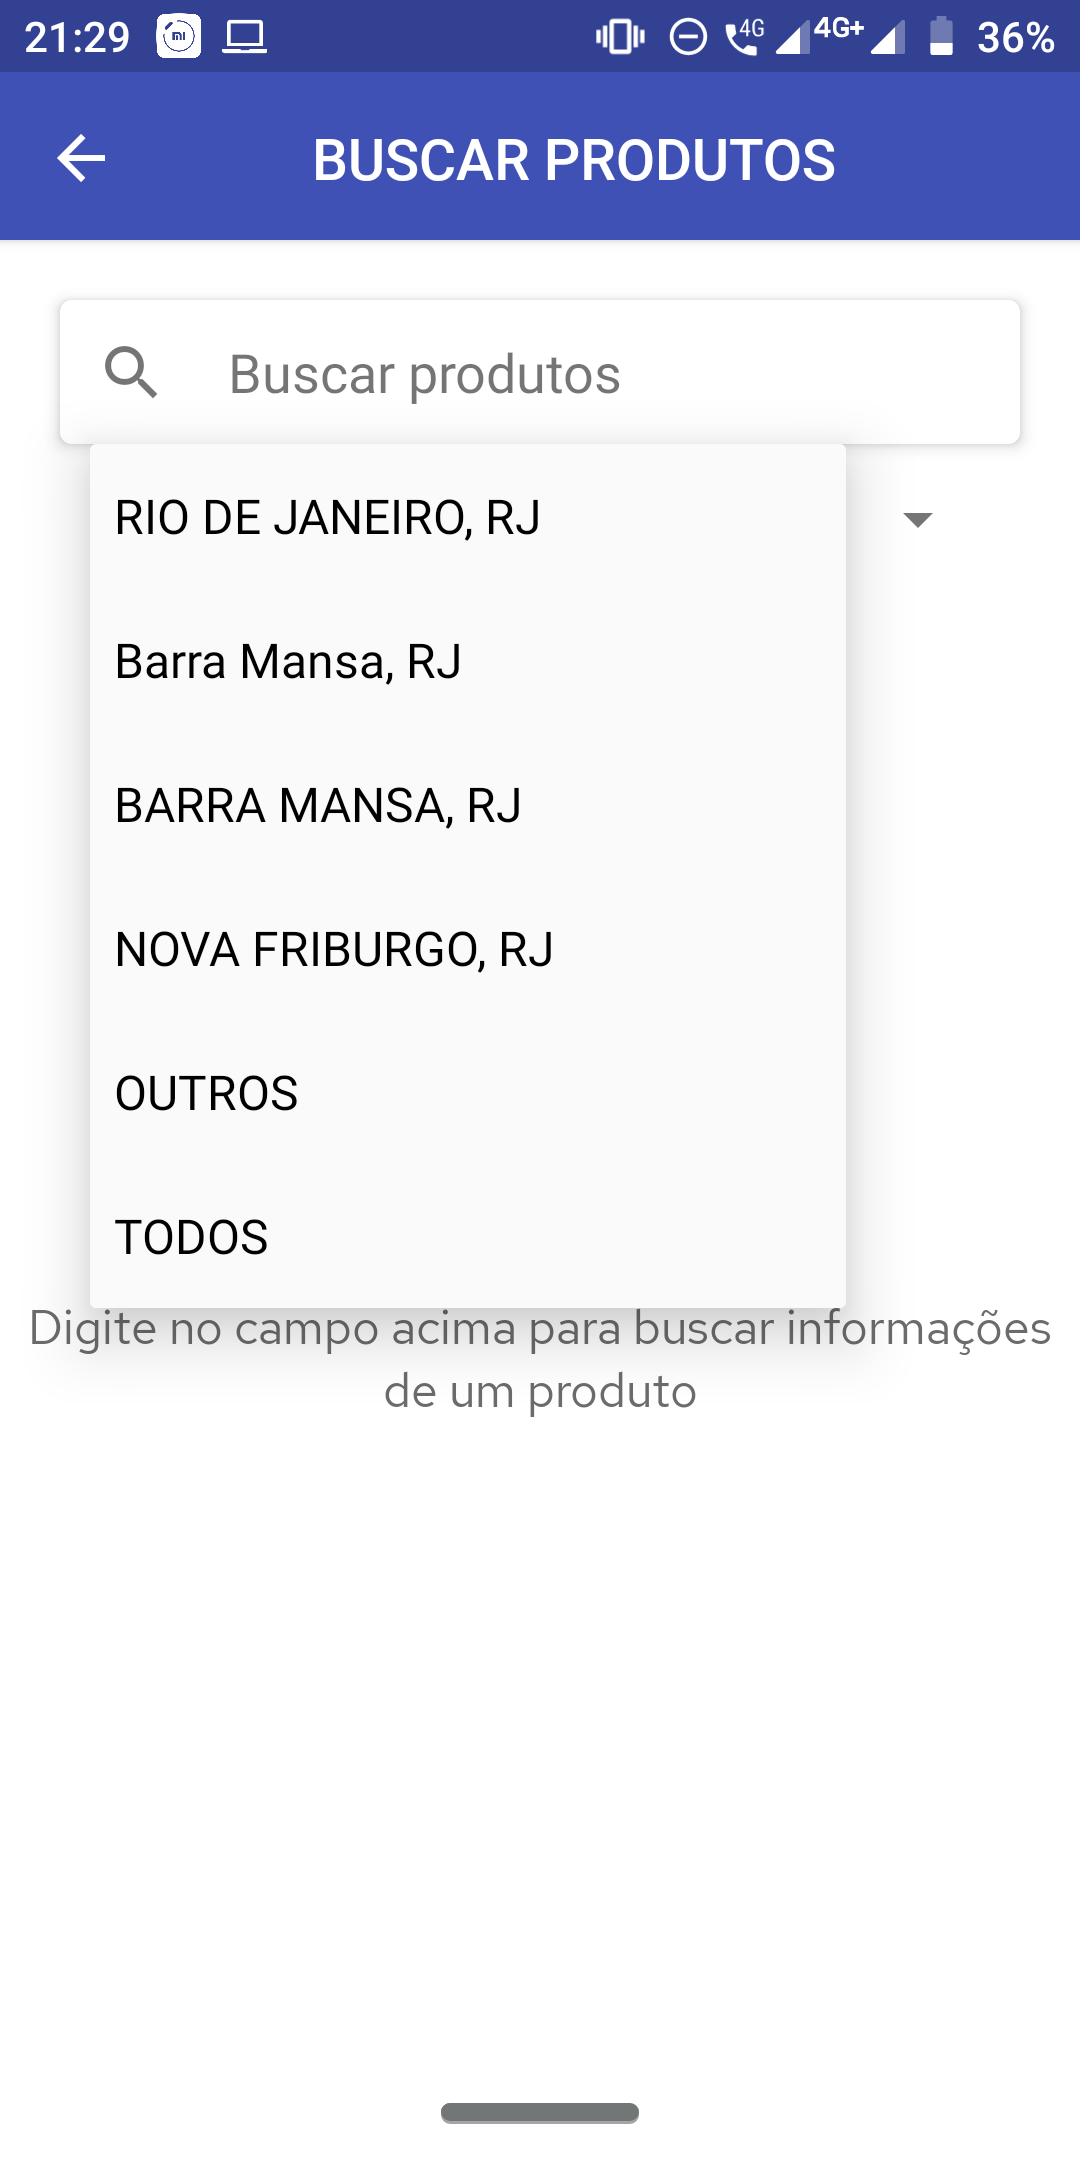 21:29
mi
4G
4G+
36%
BUSCAR PRODUTOS
Buscar produtos
RIO DE JANEIRO, RJ
Barra Mansa, RJ
BARRA MANSA, RJ
NOVA FRIBURGO, RJ
OUTROS
TODOS
Digite no campo acima para buscar informações
de um produto